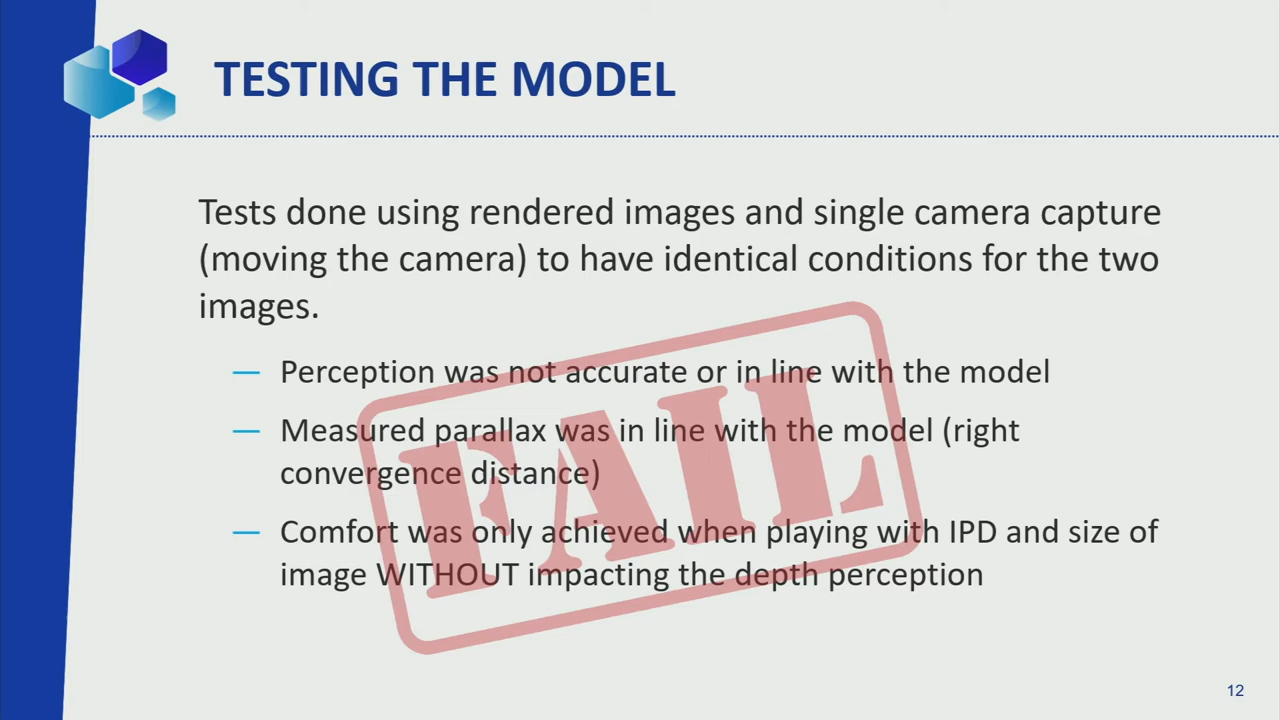 TESTING THE MODEL
Tests done using rendered images and single camera capture
(moving the camera) to have identical conditions for the two
images.
— Perception was not accurate or in line with the model
— Measured parallax was in line with the model (right
convergence distance)
— Comfort was only achieved when playing with IPD and size of
image WITHOUT impacting the depth perception
FAIL
12